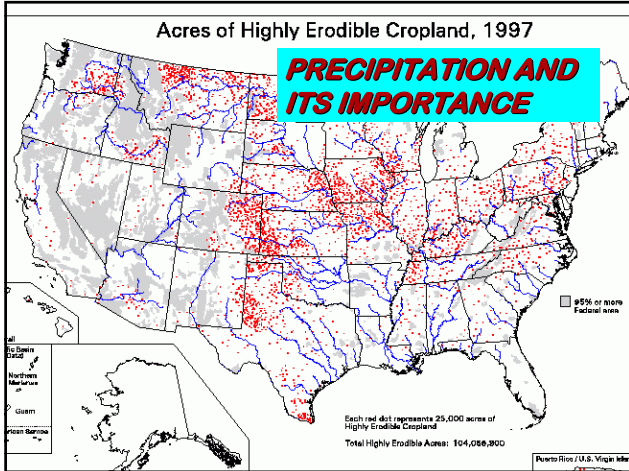 Acres of Highly Erodible Cropland, 1997
PRECIPITATION AND
ITS IMPORTANCE
95% or more
Federal area
Northern
Marianas
Guam
Each red dot represents 25,000 acres of
Highly Erodible Cropland
Total Highly Erodible Acres: 104,056,800
Puerto Rico / U.S. Virgin